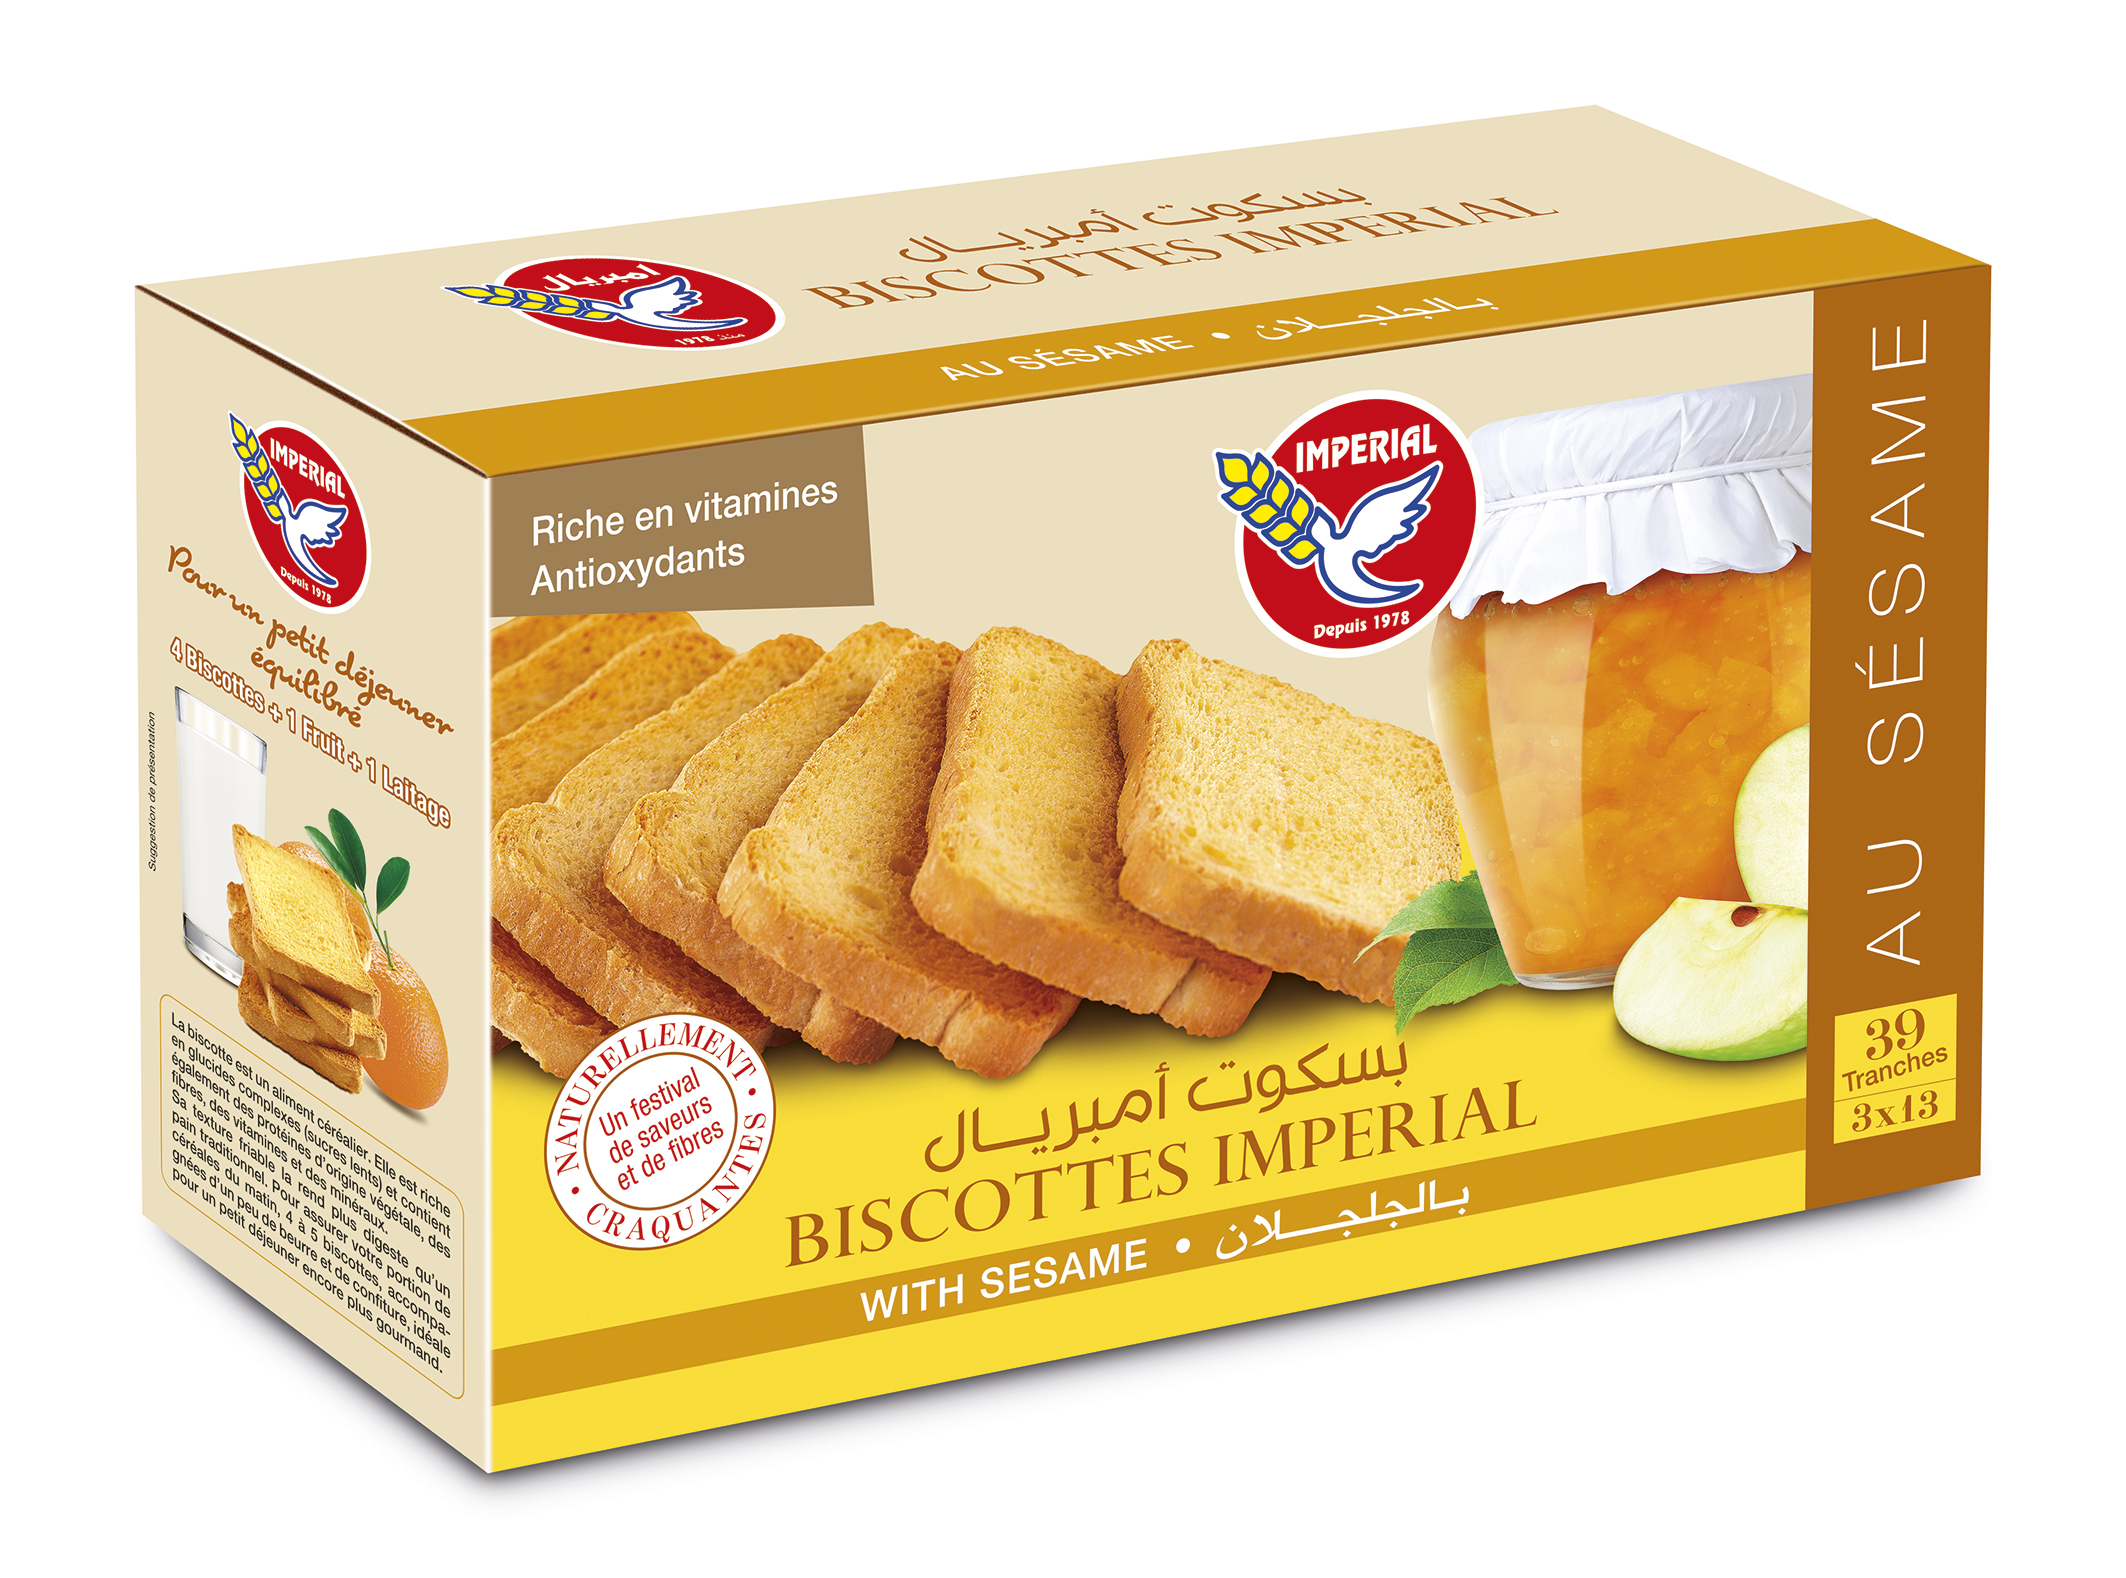 امبريال
منذ 1978
بسكوت أمبريـــال
BISCOTTES IMPERIAL
AU SÉSAME • بـالجلجـــلان
IMPERIAL
Depuis 1978
Pour un petit déjeuner
équilibré
4 Biscottes + 1 Fruit + 1 Laitage
Suggestion de présentation
La biscotte est un aliment céréalier. Elle est riche
en glucides complexes (sucres lents) et contient
également des protéines d'origine végétale, des
fibres, des vitamines et des minéraux.
Sa texture friable la rend plus digeste qu'un
pain traditionnel. Pour assurer votre portion de
céréales du matin, 4 à 5 biscottes, accompa-
gnées d'un peu de beurre et de confiture, idéale
pour un petit déjeuner encore plus gourmand.
Riche en vitamines
Antioxydants
IMPERIAL
Depuis 1978
NATURELLEMENT •
CRAQUANTES •
Un festival
de saveurs
et de fibres
بسكوت أمبريـــال
BISCOTTES IMPERIAL
WITH SESAME • بـالجلجـــلان
AU SÉSAME
39
Tranches
3x13